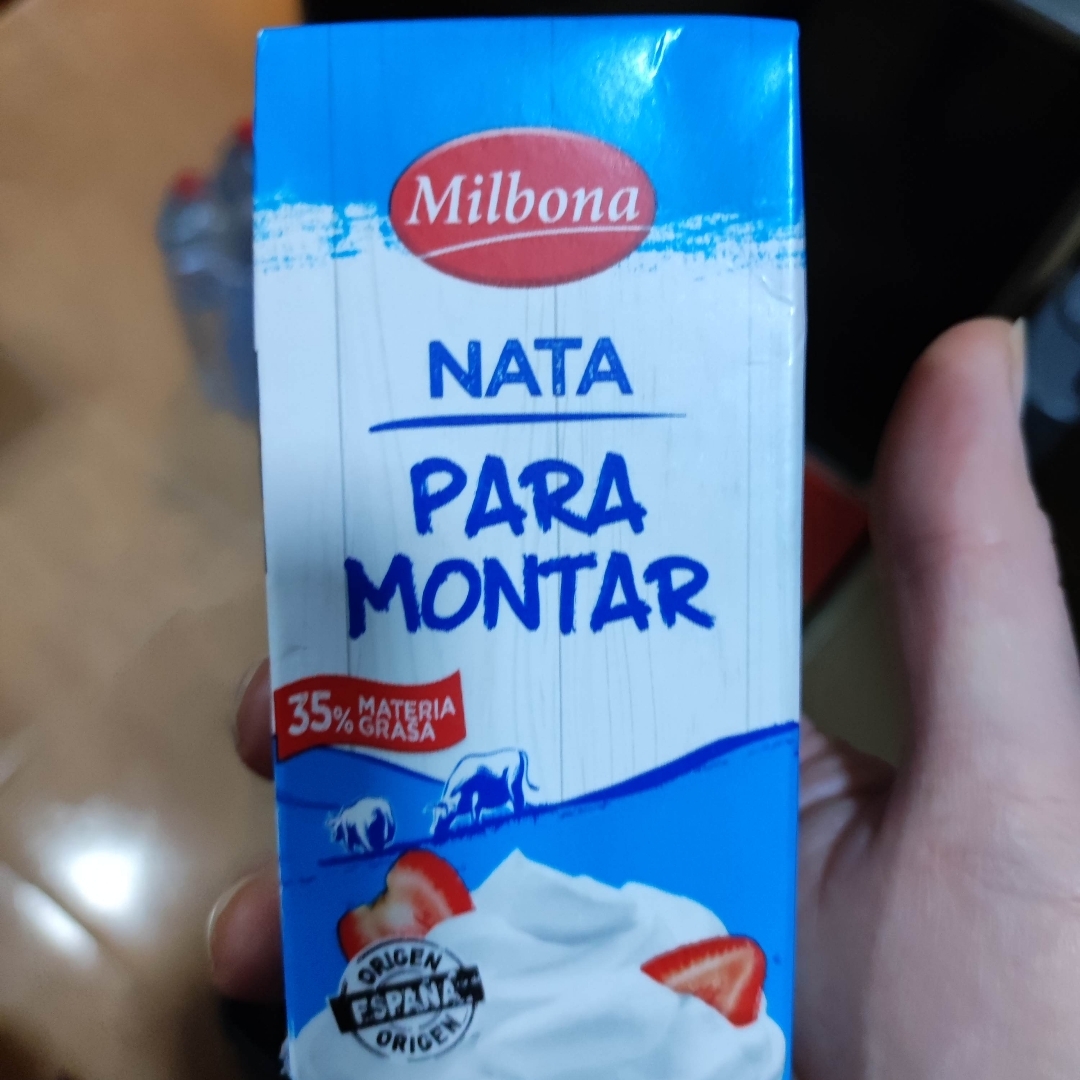 Milbona
NATA
PARA
MONTAR
35% MATERIA
GRASA
ORIGEN
ESPAÑA
ORIGEN